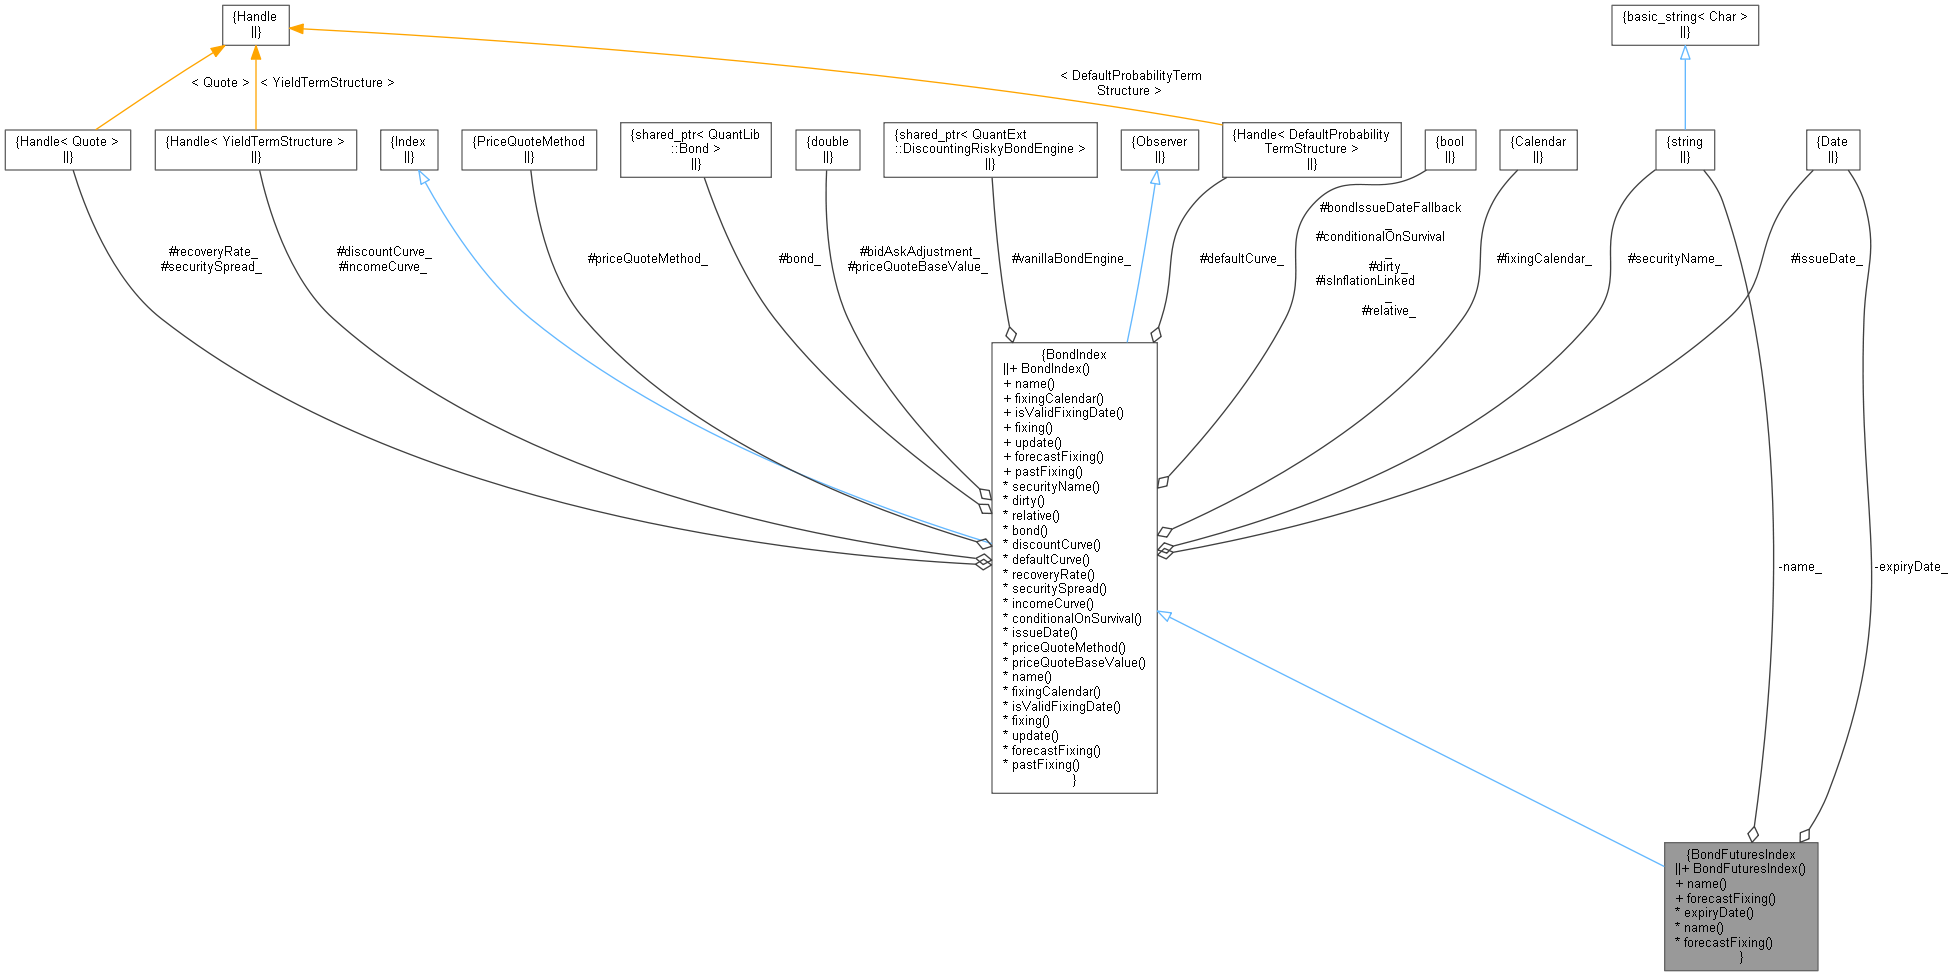 {Handle
||}
{basic_string< Char >
||}
< Quote >
< YieldTermStructure >
< DefaultProbabilityTerm
Structure >
{Handle< Quote >
||}
{Handle< YieldTermStructure >
||}
{Index
||}
{PriceQuoteMethod
||}
{shared_ptr< QuantLib
::Bond >
||}
{double
||}
{shared_ptr< QuantExt
::DiscountingRiskyBondEngine >
||}
{Observer
||}
{Handle< DefaultProbability
TermStructure >
||}
{bool
||}
{Calendar
||}
{string
||}
{Date
||}
#recoveryRate_
#securitySpread_
#discountCurve_
#incomeCurve_
#priceQuoteMethod_
#bond_
#bidAskAdjustment_
#priceQuoteBaseValue_
#vanillaBondEngine_
#defaultCurve_
#bondIssueDateFallback
_
#conditionalOnSurvival
_
#dirty_
#isInflationLinked
_
#relative_
#fixingCalendar_
#securityName_
#issueDate_
{BondIndex
||+ BondIndex()
+ name()
+ fixingCalendar()
+ isValidFixingDate()
+ fixing()
+ update()
+ forecastFixing()
+ pastFixing()
* securityName()
* dirty()
* relative()
* bond()
* discountCurve()
* defaultCurve()
* recoveryRate()
* securitySpread()
* incomeCurve()
* conditionalOnSurvival()
* issueDate()
* priceQuoteMethod()
* priceQuoteBaseValue()
* name()
* fixingCalendar()
* isValidFixingDate()
* fixing()
* update()
* forecastFixing()
* pastFixing()
}
-name_
-expiryDate_
{BondFuturesIndex
||+ BondFuturesIndex()
+ name()
+ forecastFixing()
* expiryDate()
* name()
* forecastFixing()
}